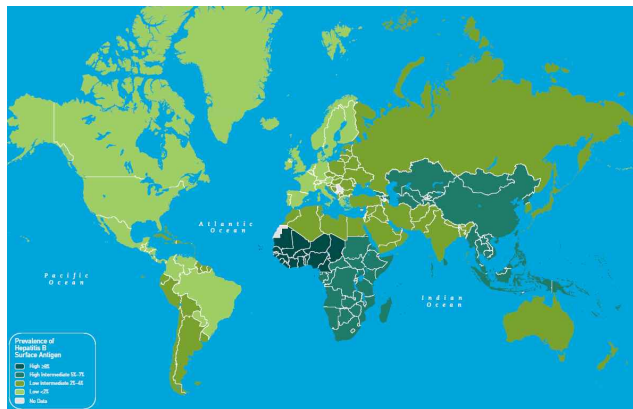 Atlantic
Ocean
Pacific
Ocean
Indian
Ocean
Prevalence of
Hepatitis B
Surface Antigen
High ≥8%
High Intermediate 5%-7%
Low Intermediate 2%-4%
Low <2%
No Data